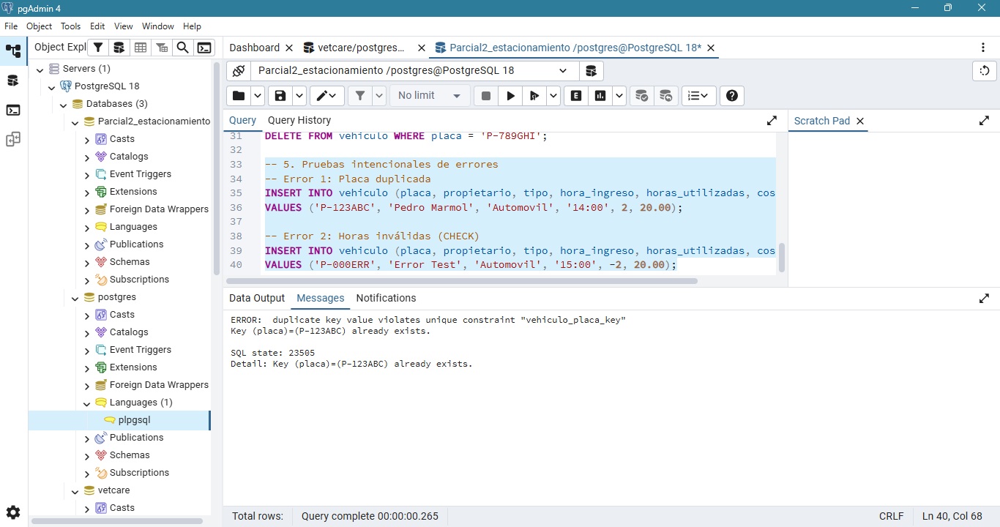 pgAdmin 4
File Object Tools Edit View Window Help
Object Expl
Dashboard
vetcare/postgres...
Parcial2_estacionamiento /postgres@PostgreSQL 18*
Servers (1)
PostgreSQL 18
Databases (3)
Parcial2_estacionamiento
Casts
Catalogs
Event Triggers
Extensions
Foreign Data Wrappers
Languages
Publications
Schemas
Subscriptions
postgres
Casts
Catalogs
Event Triggers
Extensions
Foreign Data Wrappers
Languages (1)
plpgsql
Publications
Schemas
Subscriptions
vetcare
Casts
Parcial2_estacionamiento /postgres@PostgreSQL 18
No limit
E
Query Query History
Scratch Pad
31 DELETE FROM vehiculo WHERE placa = 'P-789GHI';
32
33 -- 5. Pruebas intencionales de errores
34 -- Error 1: Placa duplicada
35 INSERT INTO vehiculo (placa, propietario, tipo, hora_ingreso, horas_utilizadas, cos
36 VALUES ('P-123ABC', 'Pedro Marmol', 'Automovil', '14:00', 2, 20.00);
37
38 -- Error 2: Horas inválidas (CHECK)
39 INSERT INTO vehiculo (placa, propietario, tipo, hora_ingreso, horas_utilizadas, cos
40 VALUES ('P-000ERR', 'Error Test', 'Automovil', '15:00', -2, 20.00);
Data Output Messages Notifications
ERROR:  duplicate key value violates unique constraint "vehiculo_placa_key"
Key (placa)=(P-123ABC) already exists.
SQL state: 23505
Detail: Key (placa)=(P-123ABC) already exists.
Total rows: Query complete 00:00:00.265 CRLF Ln 40, Col 68